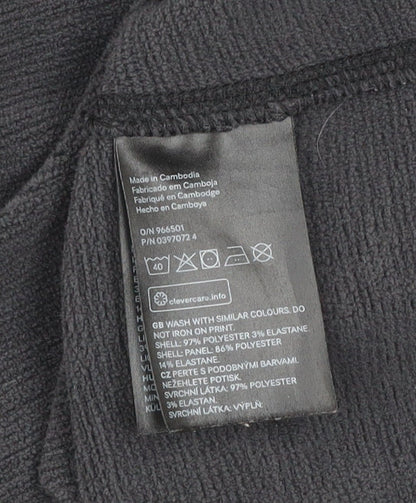 Made in Cambodia
Fabricado em Camboja
Fabriqué en Cambodge
Hecho en Camboya
O/N 966501
P/N 0397072 4
40
clevercare.info
GB WASH WITH SIMILAR COLOURS. DO
NOT IRON ON PRINT.
SHELL: 97% POLYESTER 3% ELASTANE.
SHELL: PANEL: 86% POLYESTER
14% ELASTANE.
CZ PERTE S PODOBNÝMI BARVAMI.
NEŽEHLETE POTISK.
SVRCHNÍ LÁTKA: 97% POLYESTER
3% ELASTAN.
SVRCHNÍ LÁTKA: VÝPLŇ: